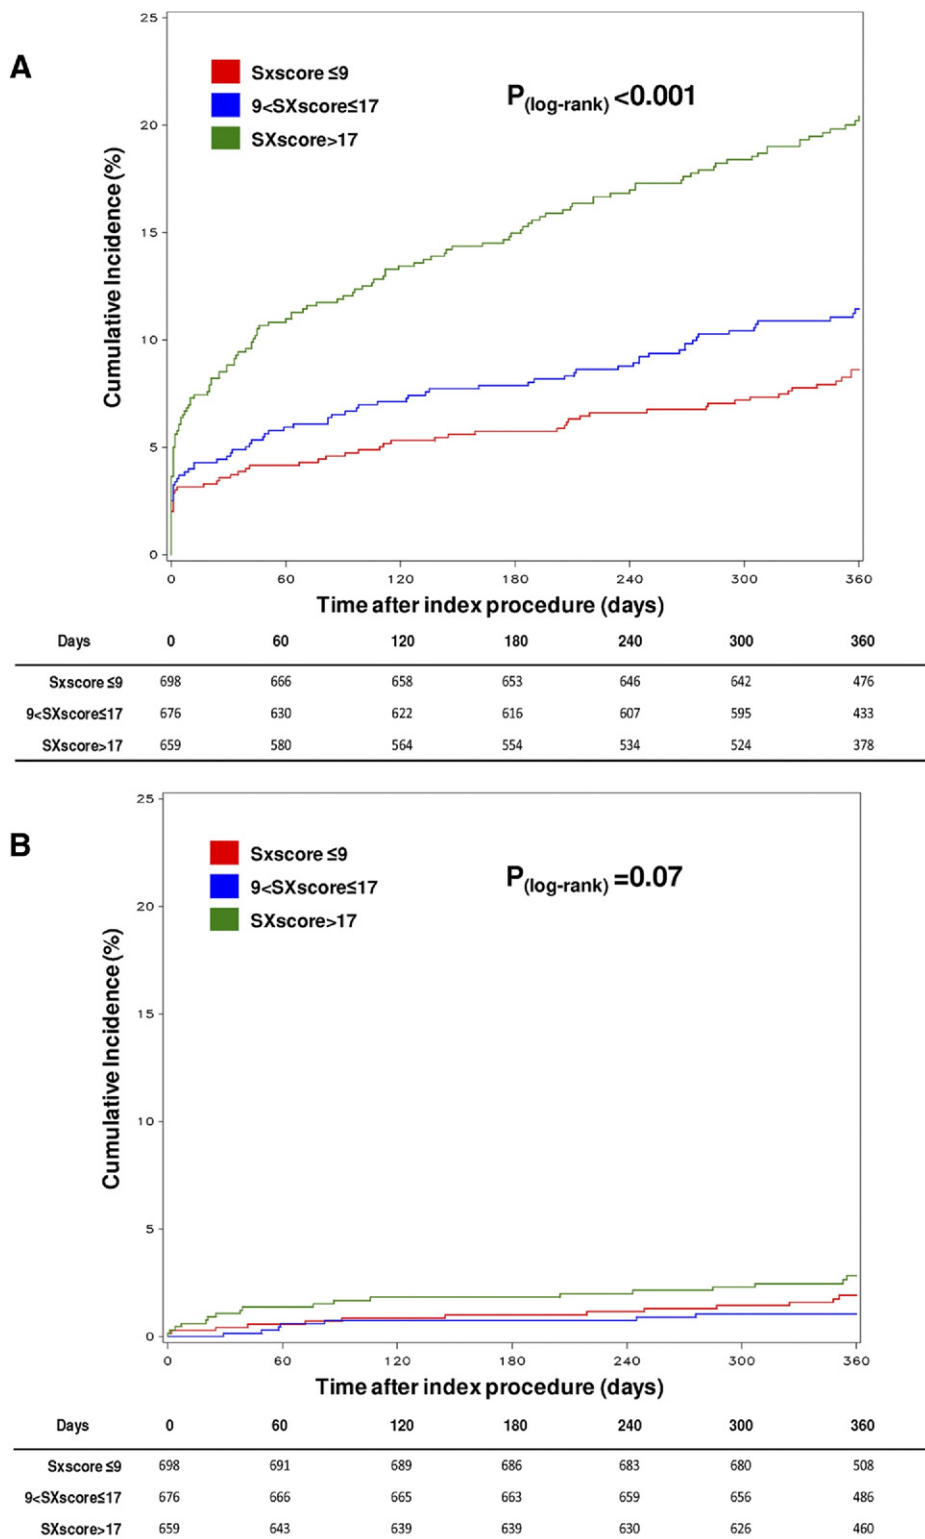 A
25
20
15
10
5
0
Cumulative Incidence (%)
Sxscore ≤9
9<SXscore≤17
SXscore>17
P(log-rank) <0.001
0 60 120 180 240 300 360
Time after index procedure (days)
Days 0 60 120 180 240 300 360
Sxscore ≤9 698 666 658 653 646 642 476
9<SXscore≤17 676 630 622 616 607 595 433
SXscore>17 659 580 564 554 534 524 378
B
25
20
15
10
5
0
Cumulative Incidence (%)
Sxscore ≤9
9<SXscore≤17
SXscore>17
P(log-rank) =0.07
0 60 120 180 240 300 360
Time after index procedure (days)
Days 0 60 120 180 240 300 360
Sxscore ≤9 698 691 689 686 683 680 508
9<SXscore≤17 676 666 665 663 659 656 486
SXscore>17 659 643 639 639 630 626 460